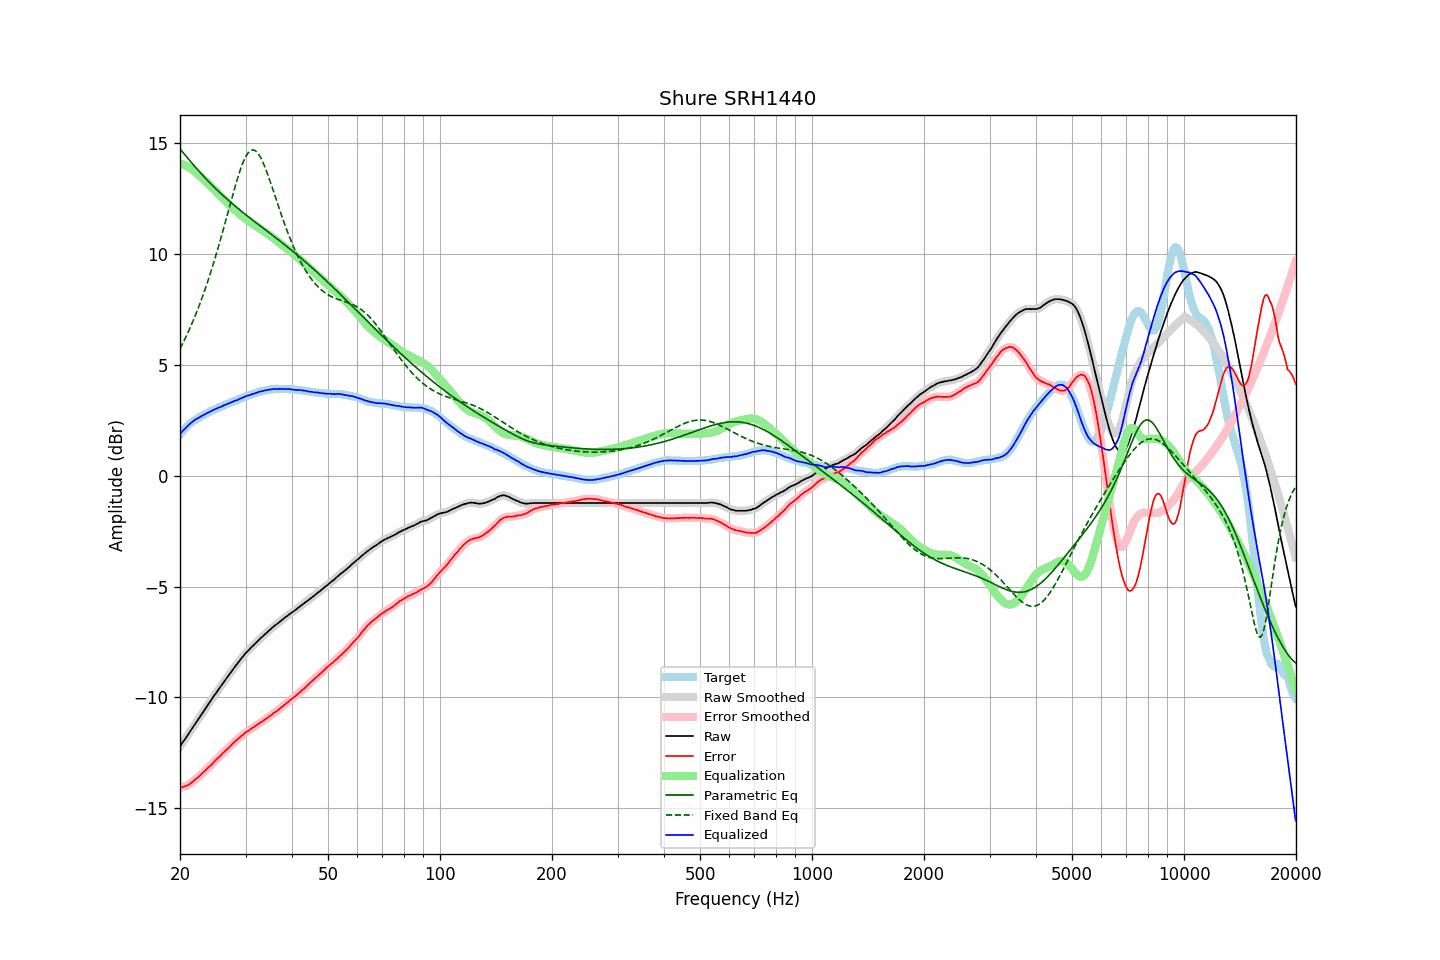 Shure SRH1440
Amplitude (dBr)
15
10
5
0
−5
−10
−15
Target
Raw Smoothed
Error Smoothed
Raw
Error
Equalization
Parametric Eq
Fixed Band Eq
Equalized
20 50 100 200 500 1000 2000 5000 10000 20000
Frequency (Hz)